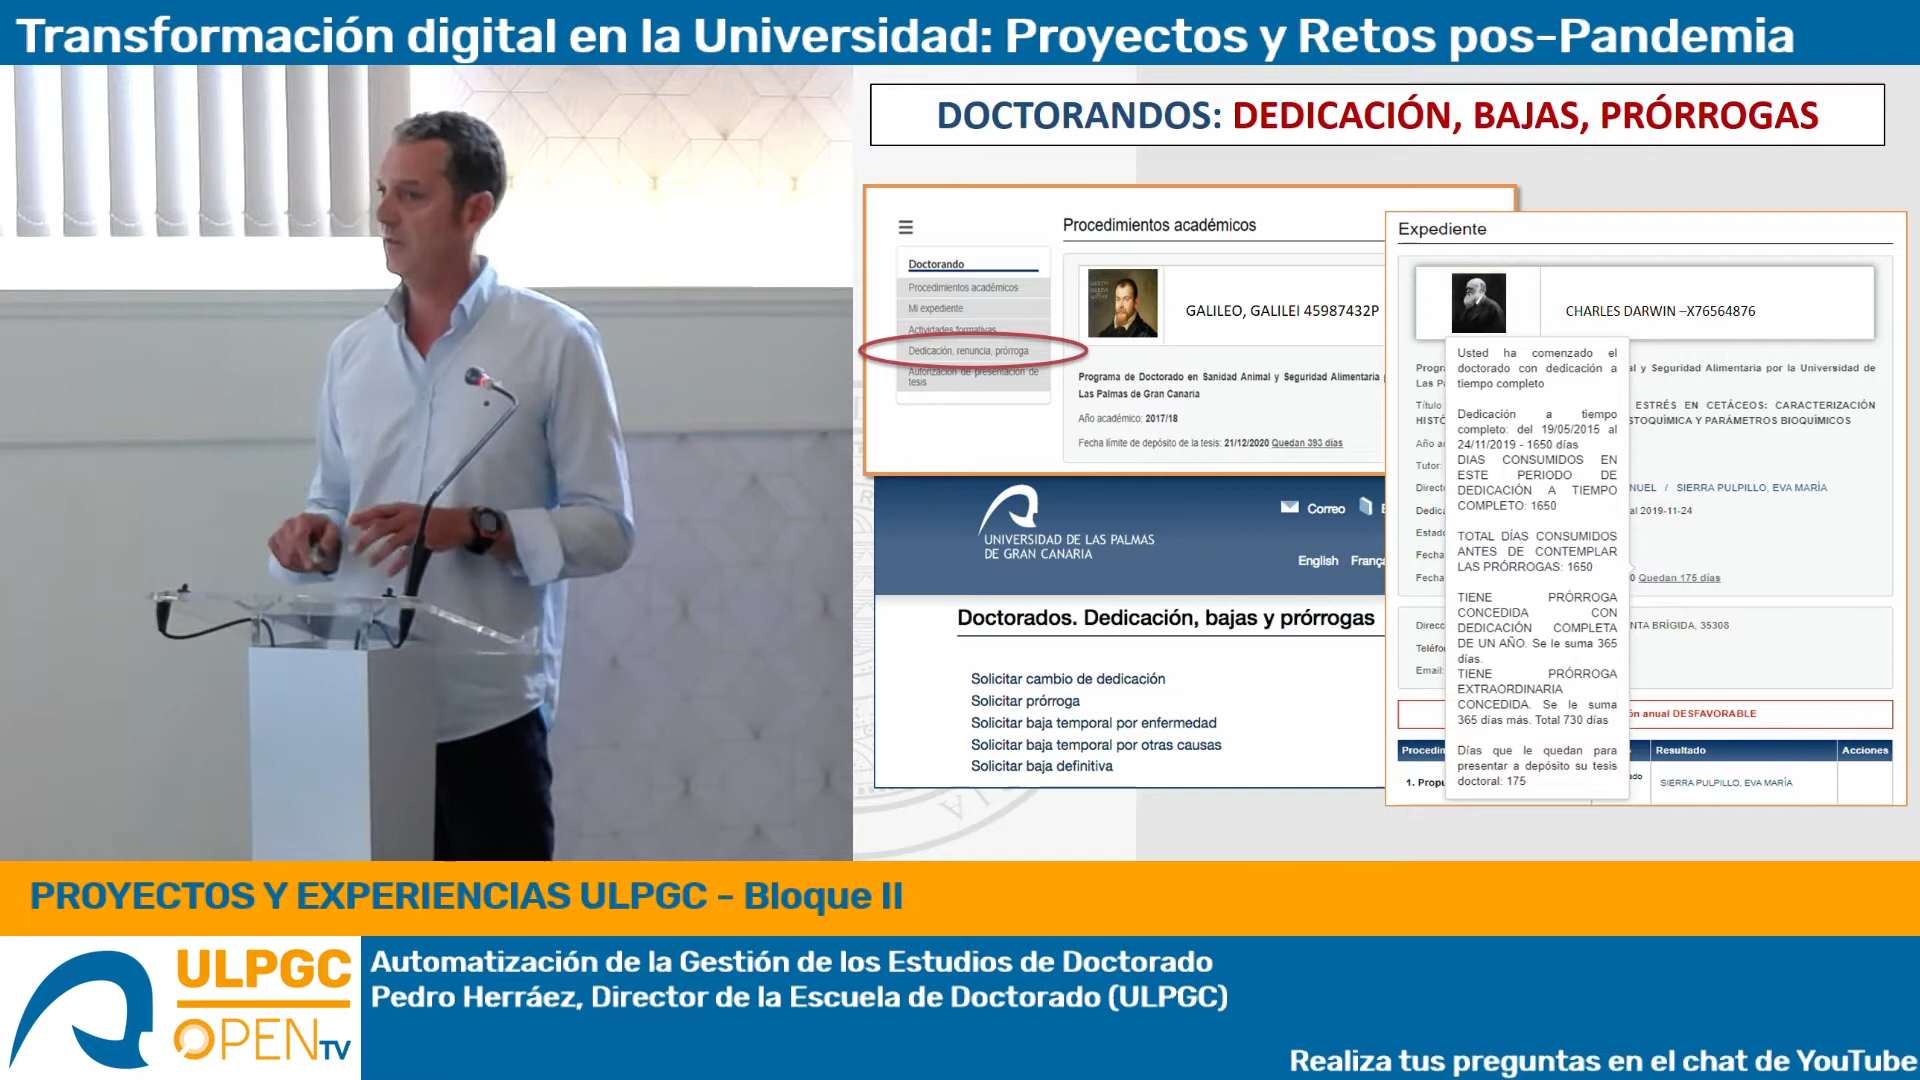 Transformación digital en la Universidad: Proyectos y Retos pos-Pandemia
DOCTORANDOS: DEDICACIÓN, BAJAS, PRÓRROGAS
Procedimientos académicos
Doctorando
Procedimientos académicos
Mi expediente
Actividades formativas
Dedicación, renuncia, prórroga
Autorización de presentación de
tesis
GALILEO, GALILEI 45987432P
Programa de Doctorado en Sanidad Animal y Seguridad Alimentaria
Las Palmas de Gran Canaria
Año académico: 2017/18
Fecha límite de depósito de la tesis: 21/12/2020 Quedan 393 días
UNIVERSIDAD DE LAS PALMAS
DE GRAN CANARIA
Correo
English
Doctorados. Dedicación, bajas y prórrogas
Solicitar cambio de dedicación
Solicitar prórroga
Solicitar baja temporal por enfermedad
Solicitar baja temporal por otras causas
Solicitar baja definitiva
Expediente
CHARLES DARWIN –X76564876
Usted ha comenzado el
doctorado con dedicación a
tiempo completo
Dedicación a tiempo
completo: del 19/05/2015 al
24/11/2019 - 1650 días
DIAS CONSUMIDOS EN
ESTE PERIODO DE
DEDICACIÓN A TIEMPO
COMPLETO: 1650
TOTAL DÍAS CONSUMIDOS
ANTES DE CONTEMPLAR
LAS PRÓRROGAS: 1650
TIENE PRÓRROGA
CONCEDIDA CON
DEDICACIÓN COMPLETA
DE UN AÑO. Se le suma 365
días.
TIENE PRÓRROGA
EXTRAORDINARIA
CONCEDIDA. Se le suma
365 días más. Total 730 días
Días que le quedan para
presentar a depósito su tesis
doctoral: 175
y Seguridad Alimentaria por la Universidad de
Título ESTRÉS EN CETÁCEOS: CARACTERIZACIÓN
Y PARÁMETROS BIOQUÍMICOS
Tutor:
/ SIERRA PULPILLO, EVA MARÍA
al 2019-11-24
Quedan 175 días
BRÍGIDA, 35308
Email:
anual DESFAVORABLE
Resultado Acciones
SIERRA PULPILLO, EVA MARÍA
PROYECTOS Y EXPERIENCIAS ULPGC - Bloque II
ULPGC
OPEN TV
Automatización de la Gestión de los Estudios de Doctorado
Pedro Herráez, Director de la Escuela de Doctorado (ULPGC)
Realiza tus preguntas en el chat de YouTube